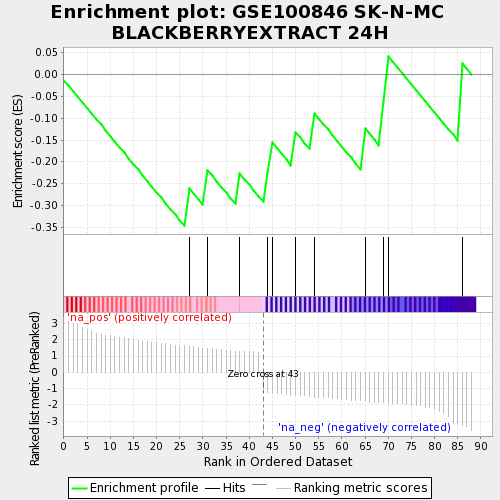 Enrichment plot: GSE100846 SK-N-MC
BLACKBERRYEXTRACT 24H
Enrichment score (ES)
0.05
0.00
-0.05
-0.10
-0.15
-0.20
-0.25
-0.30
-0.35
Ranked list metric (PreRanked)
'na_pos' (positively correlated)
3
2
1
0
-1
-2
-3
Zero cross at 43
'na_neg' (negatively correlated)
0 5 10 15 20 25 30 35 40 45 50 55 60 65 70 75 80 85 90
Rank in Ordered Dataset
Enrichment profile Hits Ranking metric scores